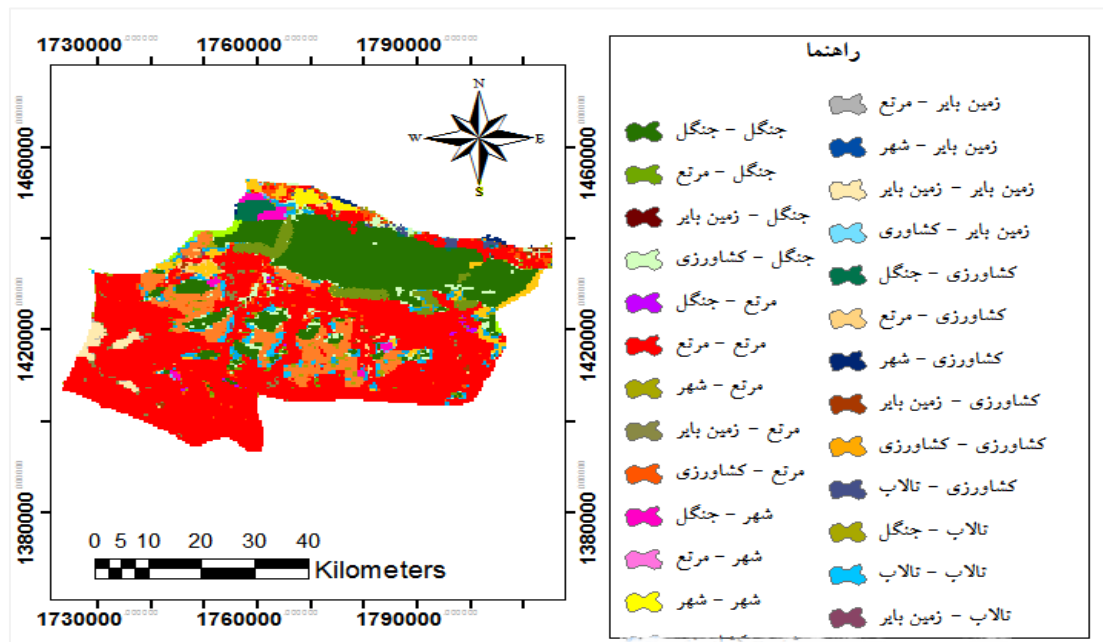 1730000 1760000 1790000
1460000
1420000
1380000
1460000
1420000
1380000
N
W
E
S
0 5 10 20 30 40
Kilometers
1730000 1760000 1790000
راهنما
جنگل - جنگل
جنگل - مرتع
جنگل - زمین بایر
جنگل - کشاورزی
مرتع - جنگل
مرتع - مرتع
مرتع - شهر
مرتع - زمین بایر
مرتع - کشاورزی
شهر - جنگل
شهر - مرتع
شهر - شهر
زمین بایر - مرتع
زمین بایر - شهر
زمین بایر - زمین بایر
زمین بایر - کشاوری
کشاورزی - جنگل
کشاورزی - مرتع
کشاورزی - شهر
کشاورزی - زمین بایر
کشاورزی - کشاورزی
کشاورزی - تالاب
تالاب - جنگل
تالاب - تالاب
تالاب - زمین بایر